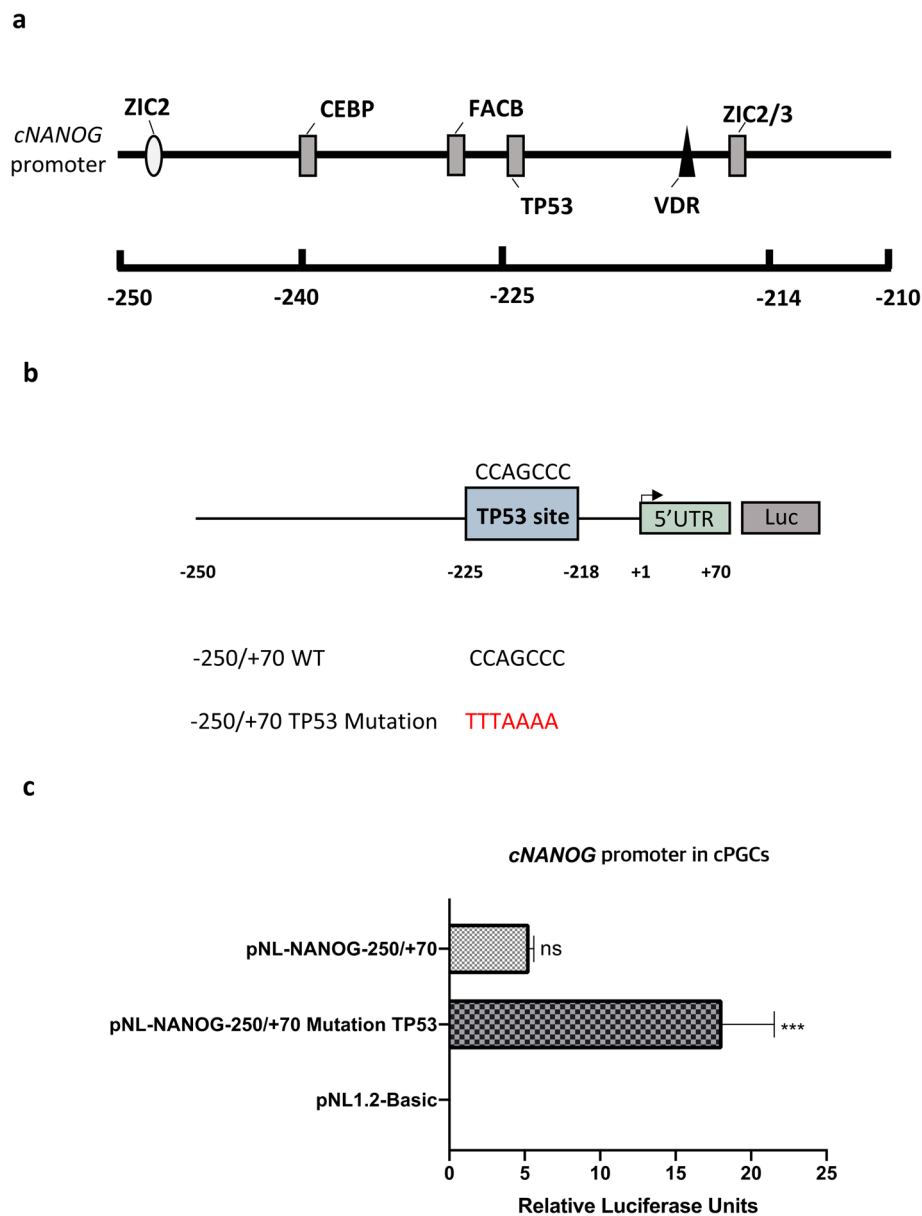 a
ZIC2
CEBP
FACB
ZIC2/3
cNANOG
promoter
TP53
VDR
-250
-240
-225
-214
-210
b
CCAGCCC
TP53 site
5’UTR
Luc
-250
-225
-218
+1
+70
-250/+70 WT
CCAGCCC
-250/+70 TP53 Mutation
TTTAAAA
c
cNANOG promoter in cPGCs
pNL-NANOG-250/+70
ns
pNL-NANOG-250/+70 Mutation TP53
***
pNL1.2-Basic
0
5
10
15
20
25
Relative Luciferase Units